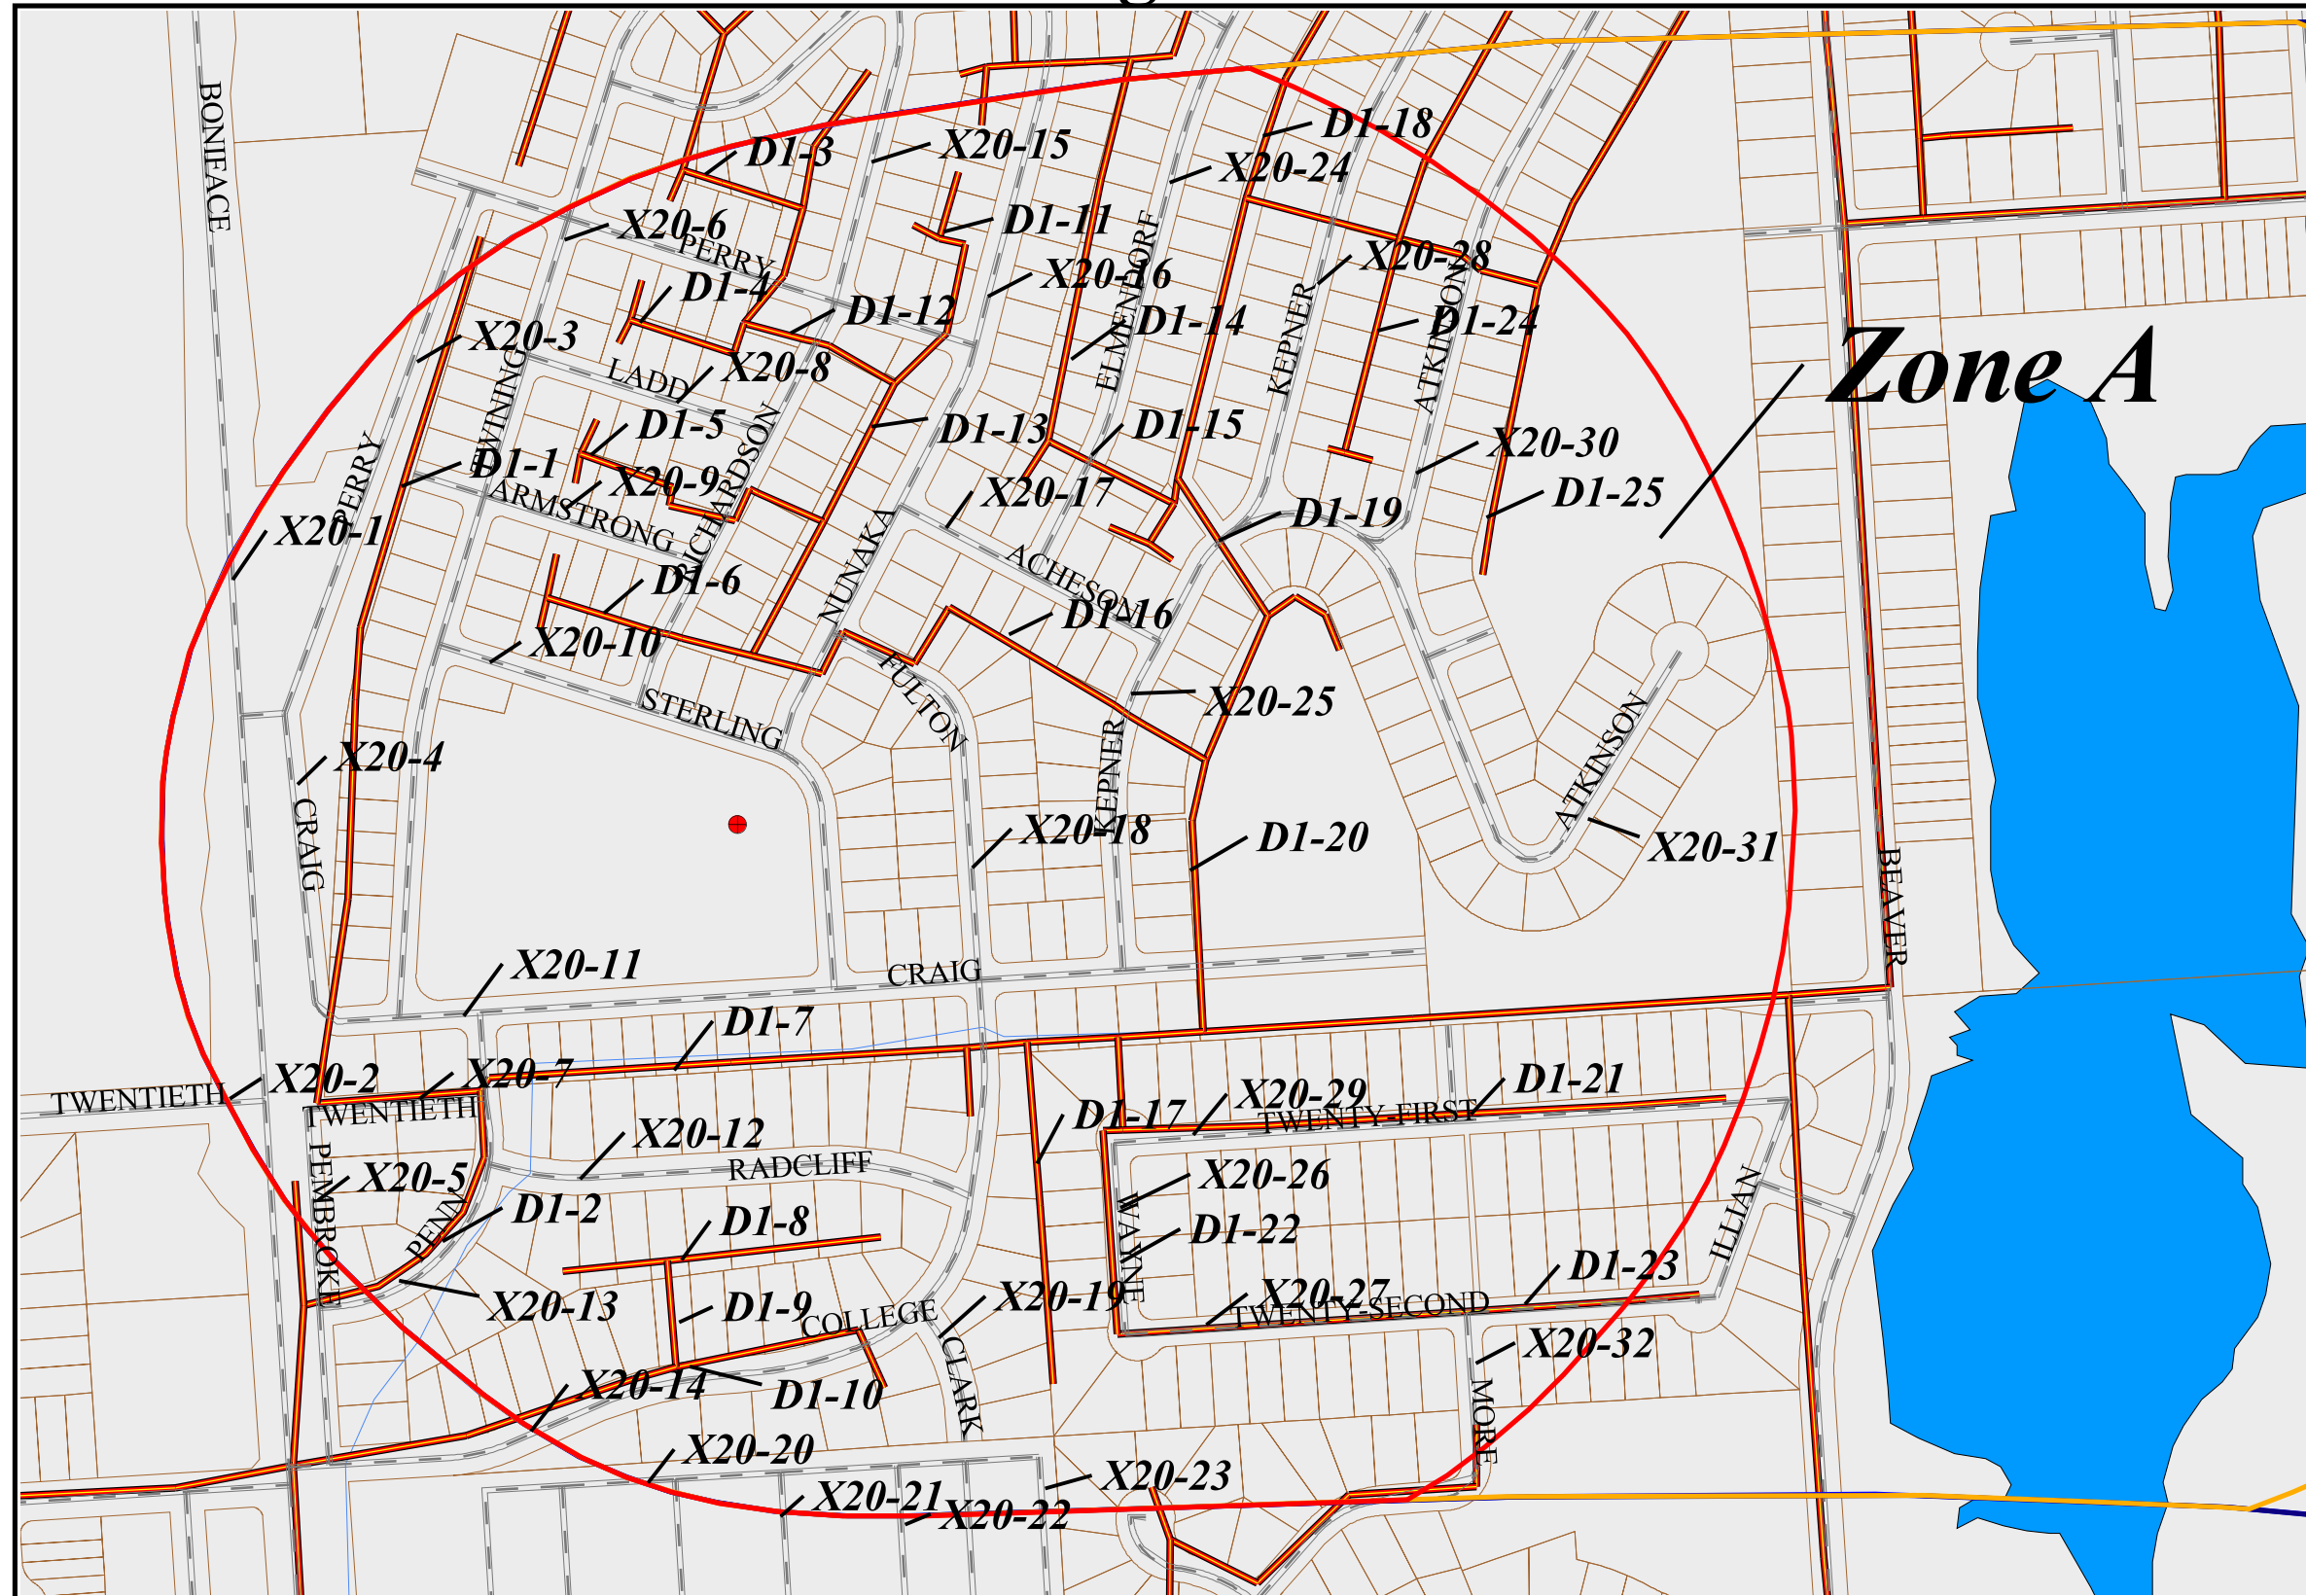 BONIFACE
D1-3
X20-15
D1-18
X20-24
X20-6
D1-11
PERRY
ELMENDORF
X20-28
X20-16
D1-4
D1-12
D1-14
D1-24
X20-3
KEPNER
ATKINSON
Zone A
LADD
X20-8
TWINING
D1-5
D1-13
D1-15
X20-30
PERRY
D1-1
X20-9
RICHARDSON
X20-17
D1-25
ARMSTRONG
X20-1
D1-19
NUNAKA
ACHESON
D1-6
D1-16
X20-10
FULTON
STERLING
X20-25
X20-4
KEPNER
ATKINSON
CRAIG
X20-18
D1-20
X20-31
BEAVER
X20-11
CRAIG
D1-7
X20-2
X20-7
D1-21
TWENTIETH
TWENTIETH
X20-29
TWENTY-FIRST
D1-17
X20-12
RADCLIFF
PEMBROKE
X20-5
X20-26
WAYNE
PENN
D1-2
D1-8
D1-22
ILLIAN
D1-23
X20-13
D1-9
COLLEGE
X20-19
X20-27
TWENTY-SECOND
X20-32
CLARK
X20-14
D1-10
MORE
X20-20
X20-23
X20-21
X20-22